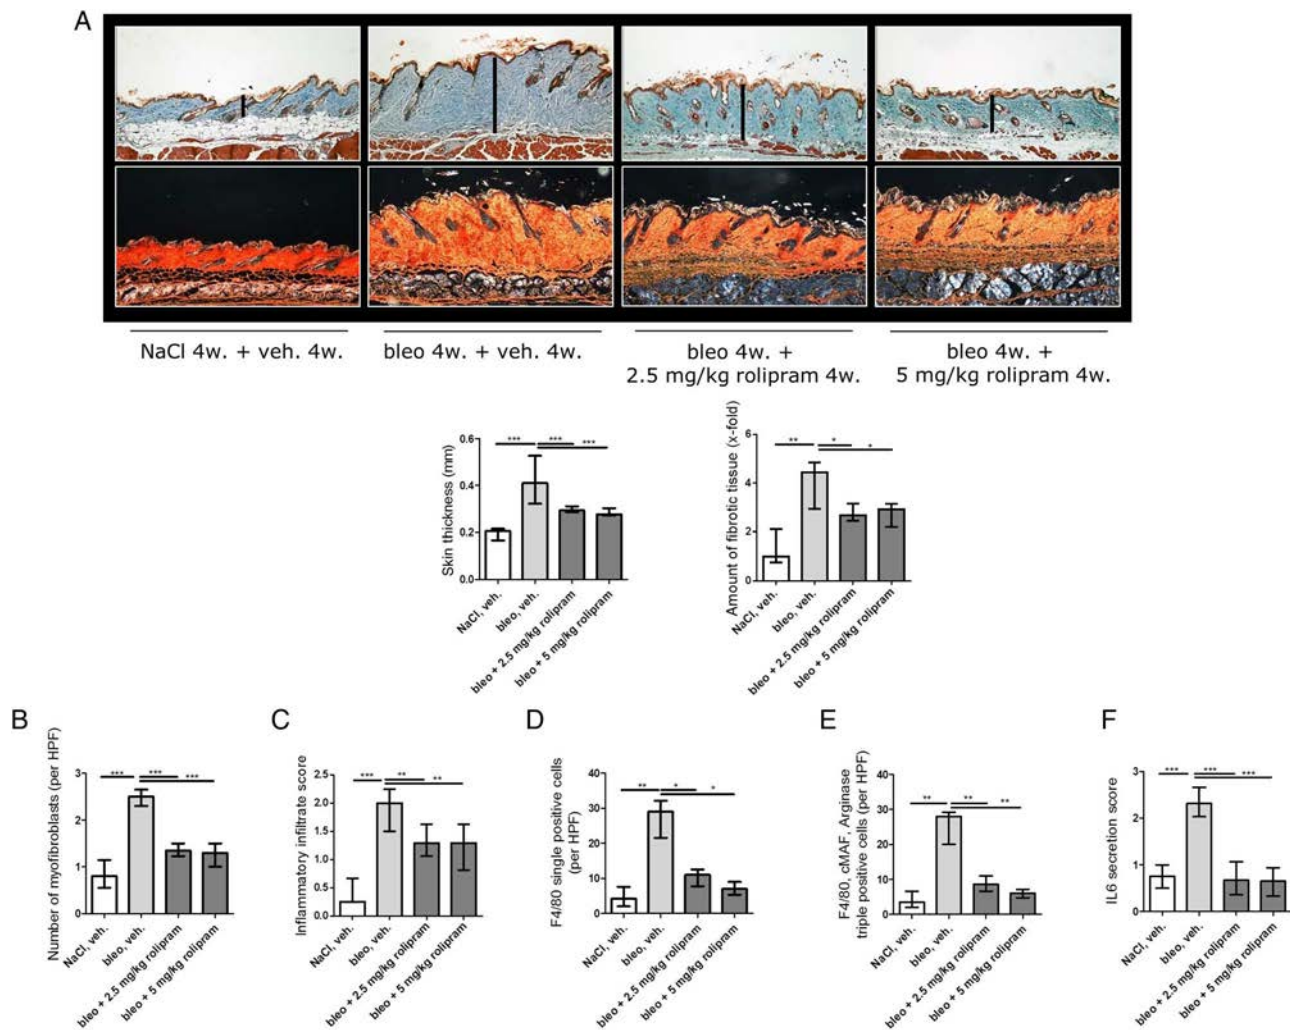 A
NaCl 4w. + veh. 4w.
bleo 4w. + veh. 4w.
bleo 4w. +
2.5 mg/kg rolipram 4w.
bleo 4w. +
5 mg/kg rolipram 4w.
Skin thickness (mm)
0.6
0.4
0.2
0.0
***
***
***
NaCl, veh.
bleo, veh.
bleo + 2.5 mg/kg rolipram
bleo + 5 mg/kg rolipram
Amount of fibrotic tissue (x-fold)
6
4
2
0
**
*
*
NaCl, veh.
bleo, veh.
bleo + 2.5 mg/kg rolipram
bleo + 5 mg/kg rolipram
B
Number of myofibroblasts (per HPF)
3
2
1
0
***
***
***
NaCl, veh.
bleo, veh.
bleo + 2.5 mg/kg rolipram
bleo + 5 mg/kg rolipram
C
Inflammatory infiltrate score
2.5
2.0
1.5
1.0
0.5
0.0
***
**
**
NaCl, veh.
bleo, veh.
bleo + 2.5 mg/kg rolipram
bleo + 5 mg/kg rolipram
D
F4/80 single positive cells
(per HPF)
40
30
20
10
0
**
*
*
NaCl, veh.
bleo, veh.
bleo + 2.5 mg/kg rolipram
bleo + 5 mg/kg rolipram
E
F4/80, cMAF, Arginase
triple positive cells (per HPF)
40
30
20
10
0
**
**
**
NaCl, veh.
bleo, veh.
bleo + 2.5 mg/kg rolipram
bleo + 5 mg/kg rolipram
F
IL6 secretion score
3
2
1
0
***
***
***
NaCl, veh.
bleo, Veh.
bleo + 2.5 mg/kg rolipram
bleo + 5 mg/kg rolipram